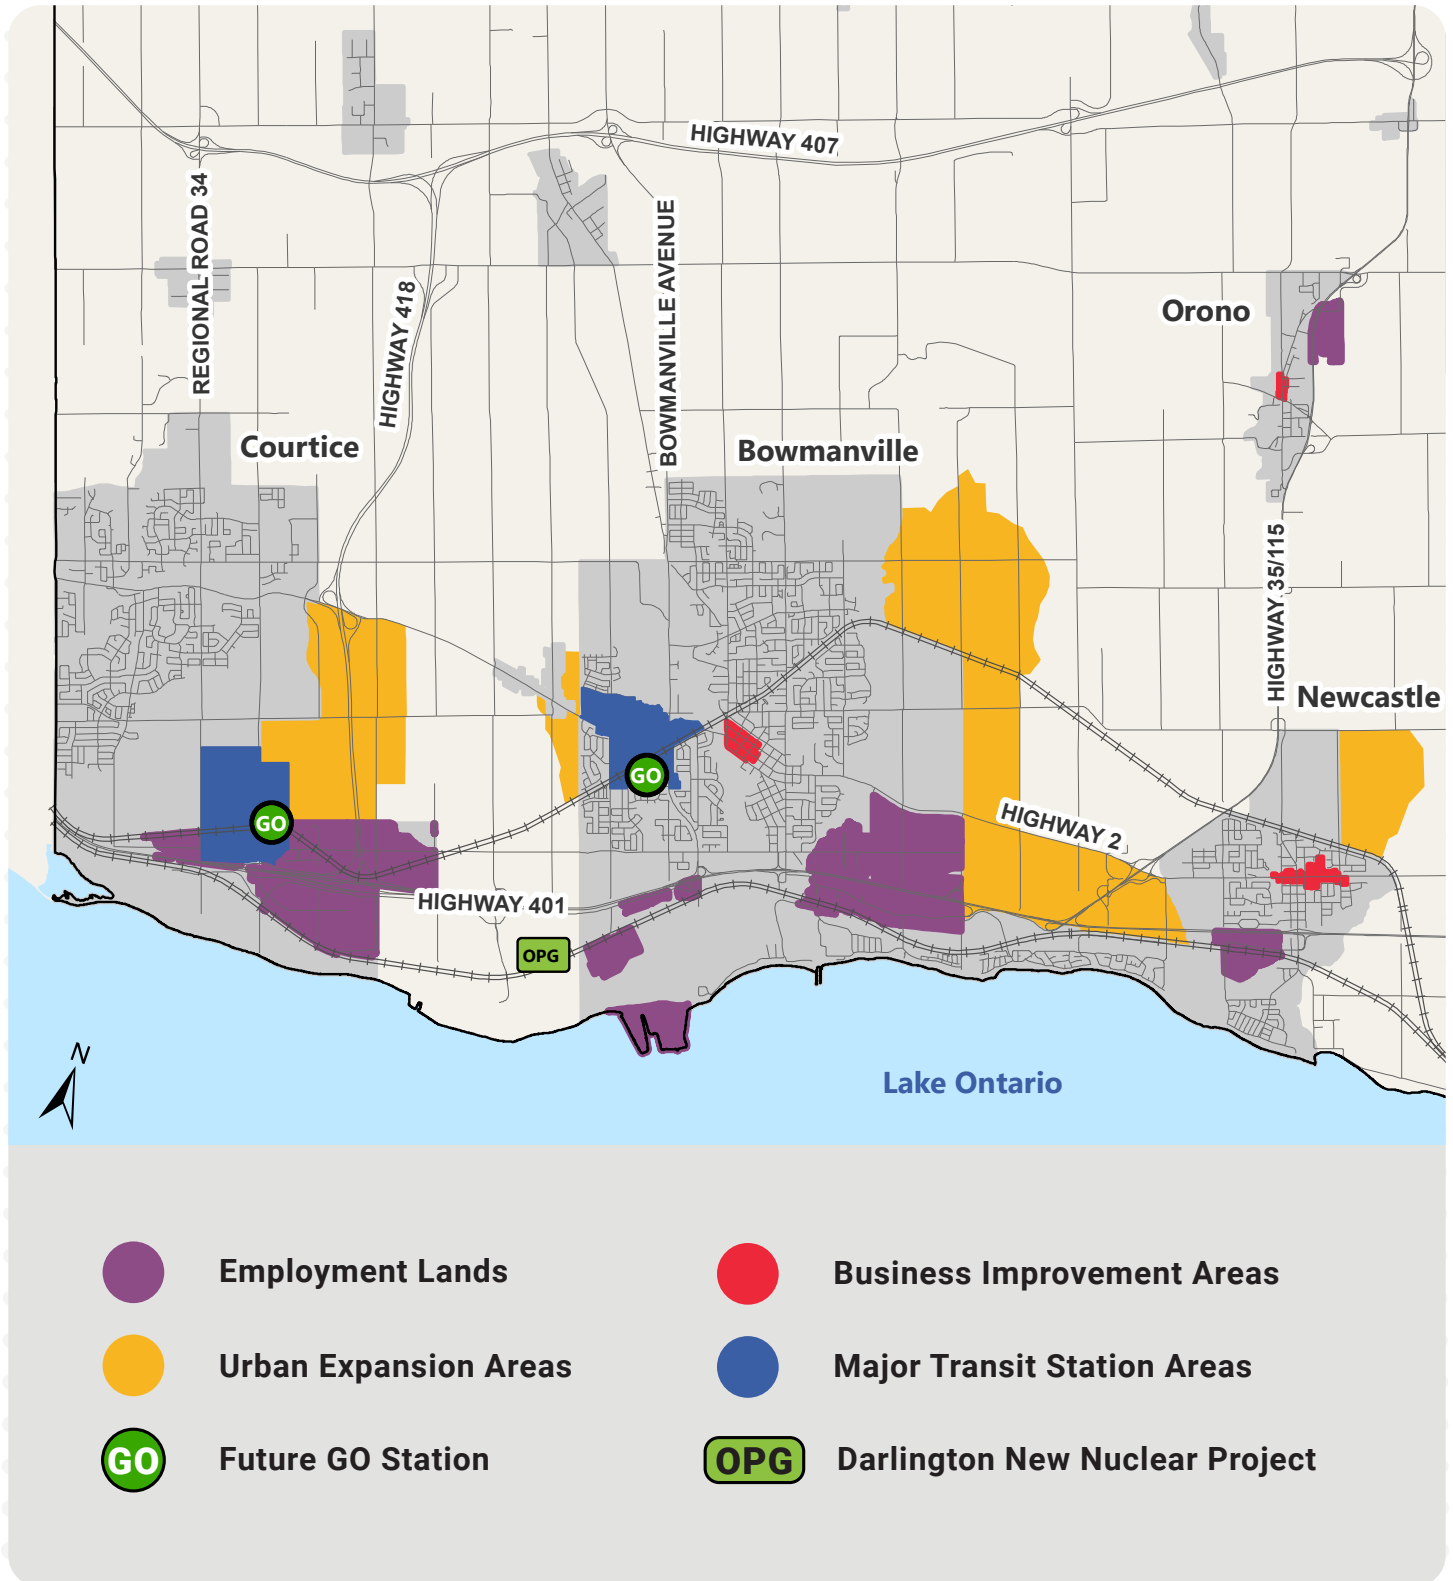 HIGHWAY 407
REGIONAL ROAD 34
BOWMANVILLE AVENUE
HIGHWAY 418
Orono
Courtice
Bowmanville
HIGHWAY 35/115
Newcastle
GO
GO
HIGHWAY 2
HIGHWAY 401
OPG
N
Lake Ontario
Employment Lands
Business Improvement Areas
Urban Expansion Areas
Major Transit Station Areas
GO Future GO Station
OPG Darlington New Nuclear Project